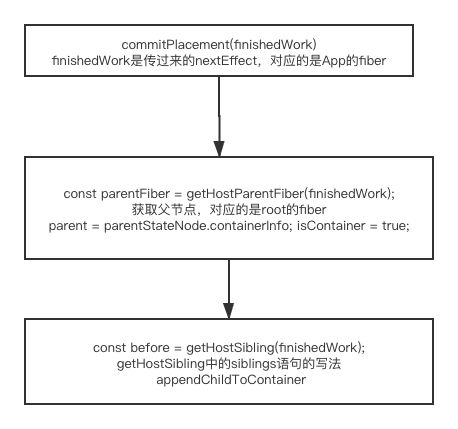 commitPlacement(finishedWork)
finishedWork是传过来的nextEffect，对应的是App的fiber
const parentFiber = getHostParentFiber(finishedWork);
获取父节点，对应的是root的fiber
parent = parentStateNode.containerInfo; isContainer = true;
const before = getHostSibling(finishedWork);
getHostSibling中的siblings语句的写法
appendChildToContainer